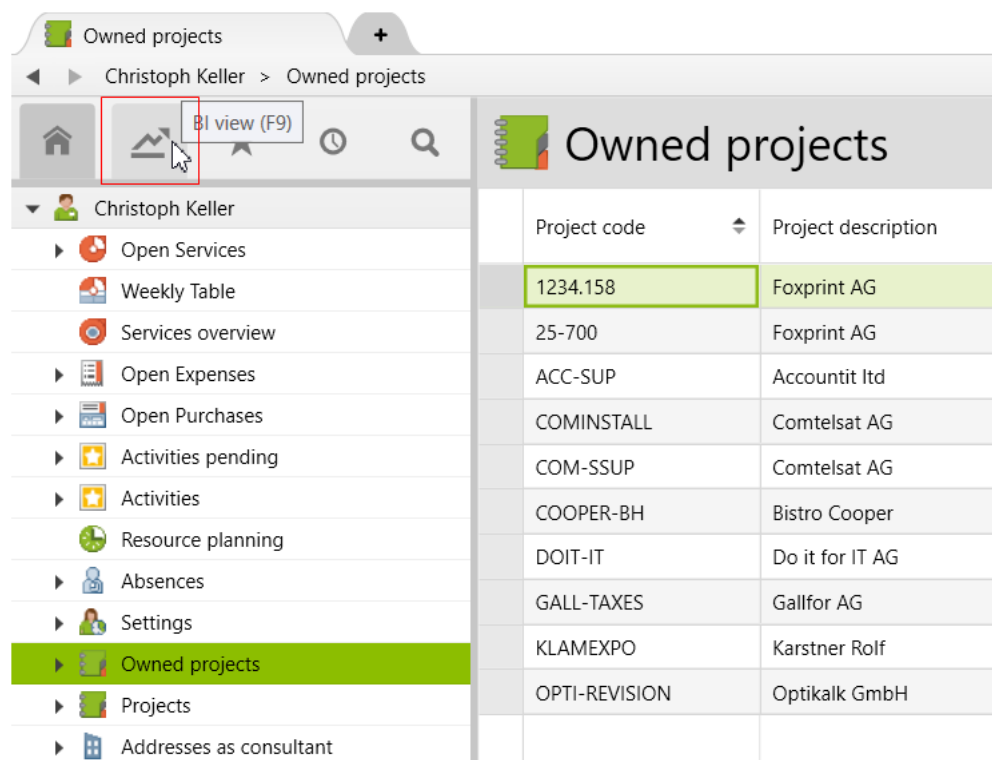 Owned projects
+
Christoph Keller > Owned projects
BI view (F9)
Owned projects
Christoph Keller
Open Services
Weekly Table
Services overview
Open Expenses
Open Purchases
Activities pending
Activities
Resource planning
Absences
Settings
Owned projects
Projects
Addresses as consultant
Project code Project description
1234.158 Foxprint AG
25-700 Foxprint AG
ACC-SUP Accountit ltd
COMINSTALL Comtelsat AG
COM-SSUP Comtelsat AG
COOPER-BH Bistro Cooper
DOIT-IT Do it for IT AG
GALL-TAXES Gallfor AG
KLAMEXPO Karstner Rolf
OPTI-REVISION Optikalk GmbH